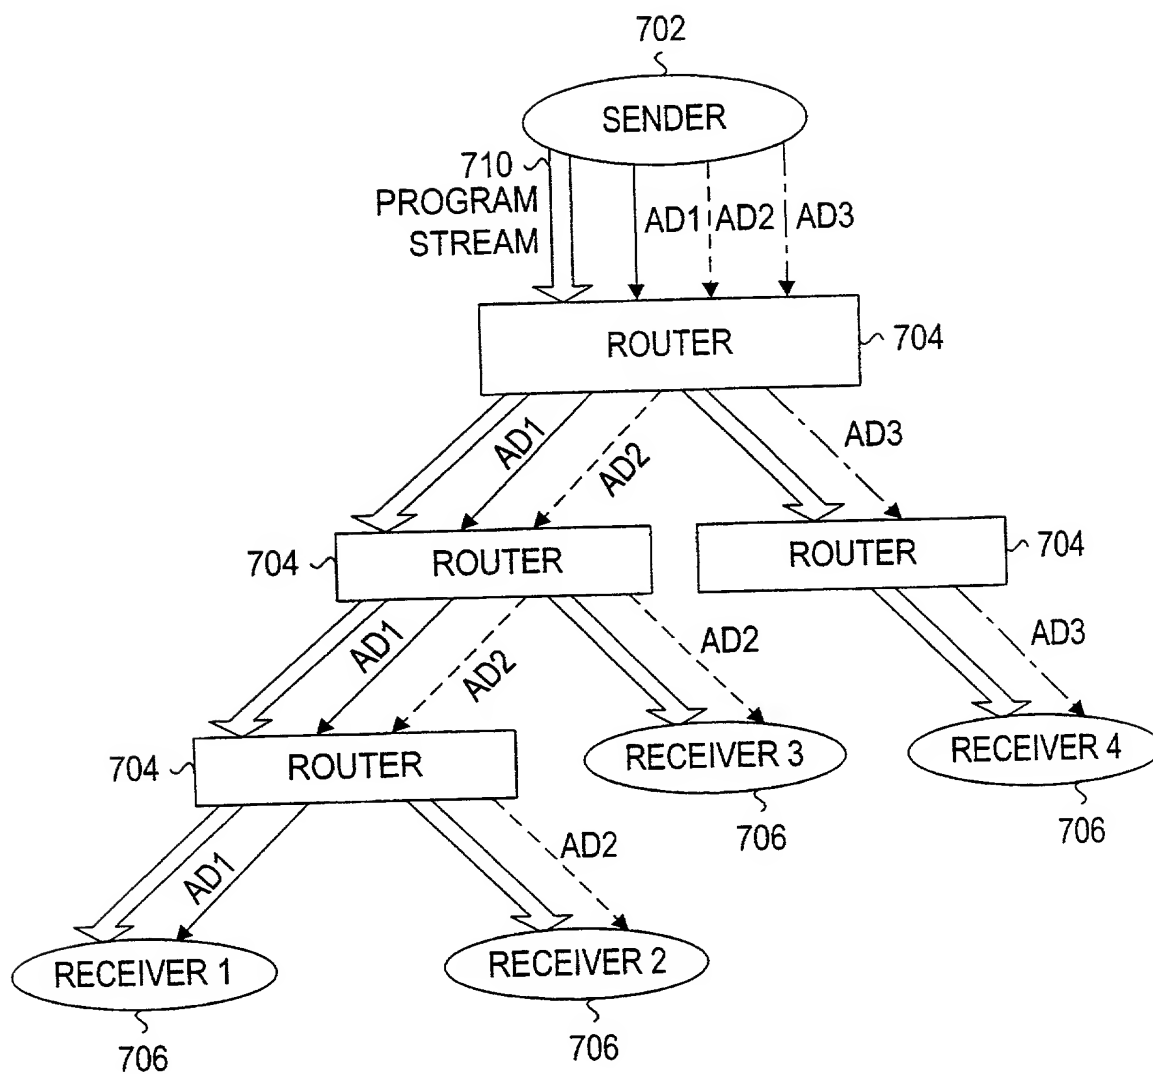 702
SENDER
710
PROGRAM
STREAM
AD1
AD2
AD3
ROUTER
704
AD1
AD2
AD3
704
ROUTER
ROUTER
704
AD1
AD2
AD2
AD3
704
ROUTER
RECEIVER 3
RECEIVER 4
706
706
AD1
AD2
RECEIVER 1
RECEIVER 2
706
706